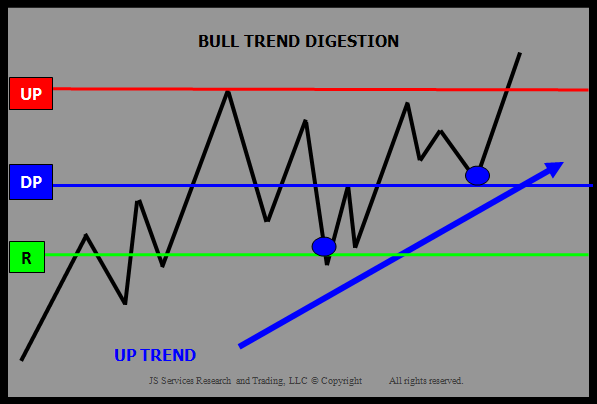 BULL TREND DIGESTION
UP
DP
R
UP TREND
JS Services Research and Trading, LLC © Copyright All rights reserved.